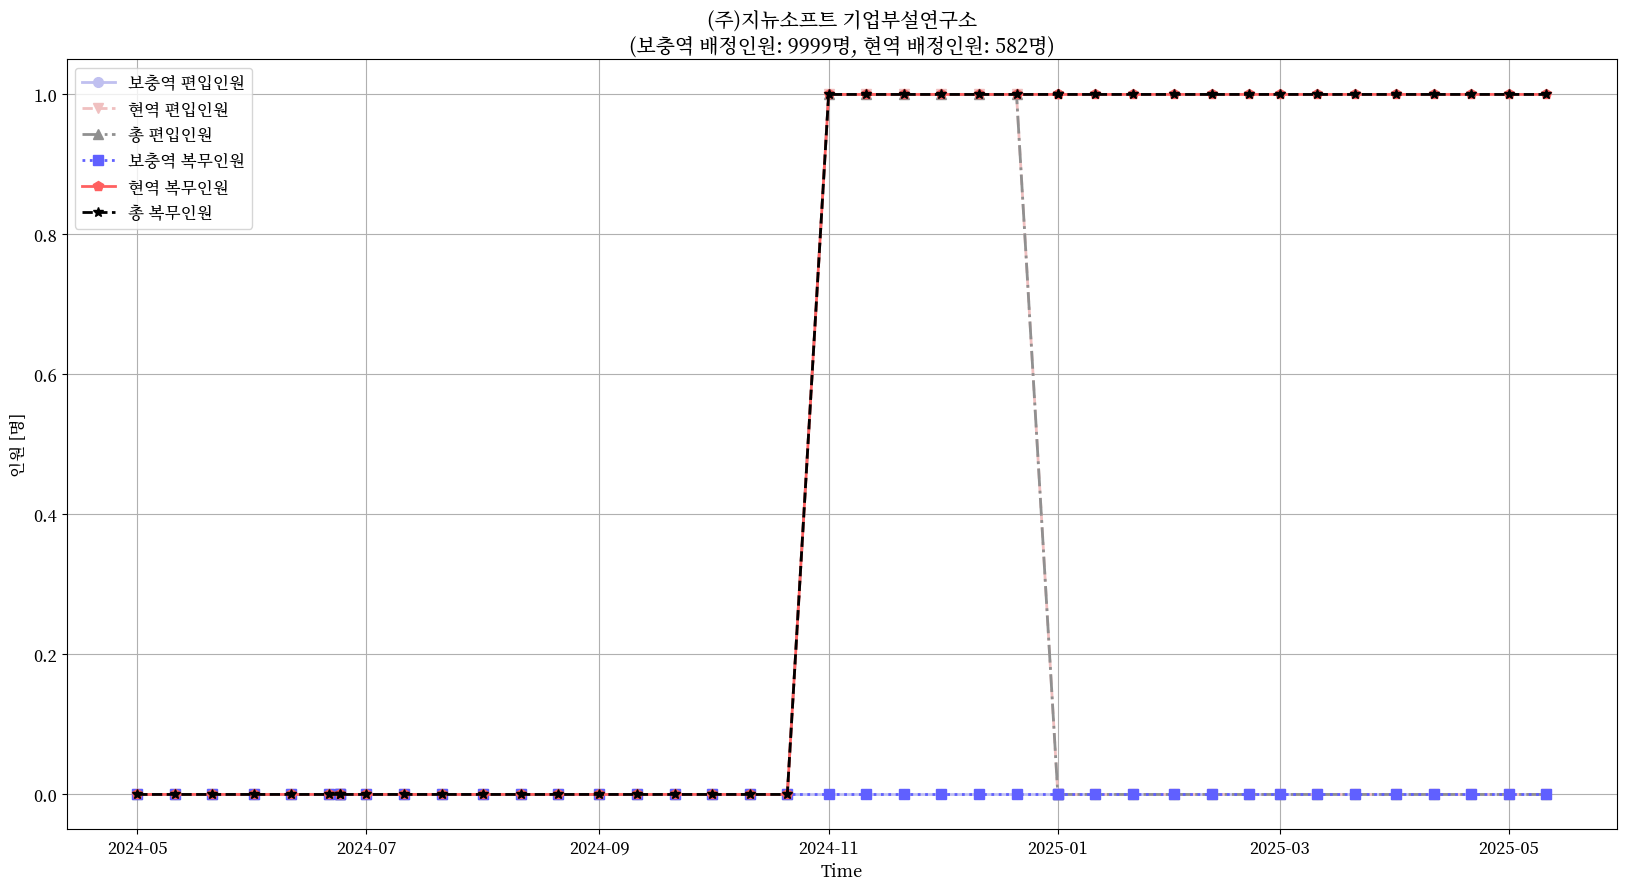 (주)지뉴소프트 기업부설연구소
(보충역 배정인원: 9999명, 현역 배정인원: 582명)
보충역 편입인원
현역 편입인원
총 편입인원
보충역 복무인원
현역 복무인원
총 복무인원
인원 [명]
1.0
0.8
0.6
0.4
0.2
0.0
2024-05
2024-07
2024-09
2024-11
2025-01
2025-03
2025-05
Time